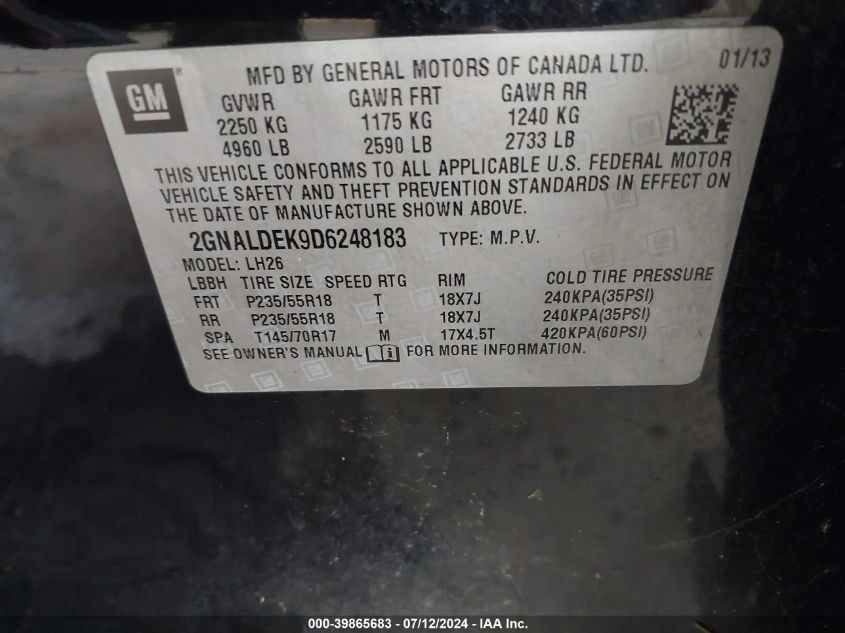 GM
MFD BY GENERAL MOTORS OF CANADA LTD. 01/13
GVWR GAWR FRT GAWR RR
2250 KG 1175 KG 1240 KG
4960 LB 2590 LB 2733 LB
THIS VEHICLE CONFORMS TO ALL APPLICABLE U.S. FEDERAL MOTOR
VEHICLE SAFETY AND THEFT PREVENTION STANDARDS IN EFFECT ON
THE DATE OF MANUFACTURE SHOWN ABOVE.
2GNALDEK9D6248183 TYPE: M.P.V.
MODEL: LH26
LBBH TIRE SIZE SPEED RTG RIM COLD TIRE PRESSURE
FRT P235/55R18 T 18X7J 240KPA(35PSI)
RR P235/55R18 T 18X7J 240KPA(35PSI)
SPA T145/70R17 M 17X4.5T 420KPA(60PSI)
SEE OWNER'S MANUAL FOR MORE INFORMATION.
000-39865683 - 07/12/2024 - IAA Inc.